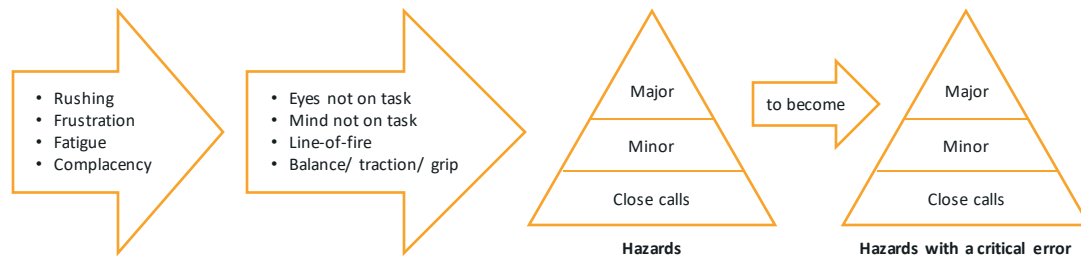 • Rushing
• Frustration
• Fatigue
• Complacency
• Eyes not on task
• Mind not on task
• Line-of-fire
• Balance/ traction/ grip
Major
Minor
Close calls
Hazards
to become
Major
Minor
Close calls
Hazards with a critical error